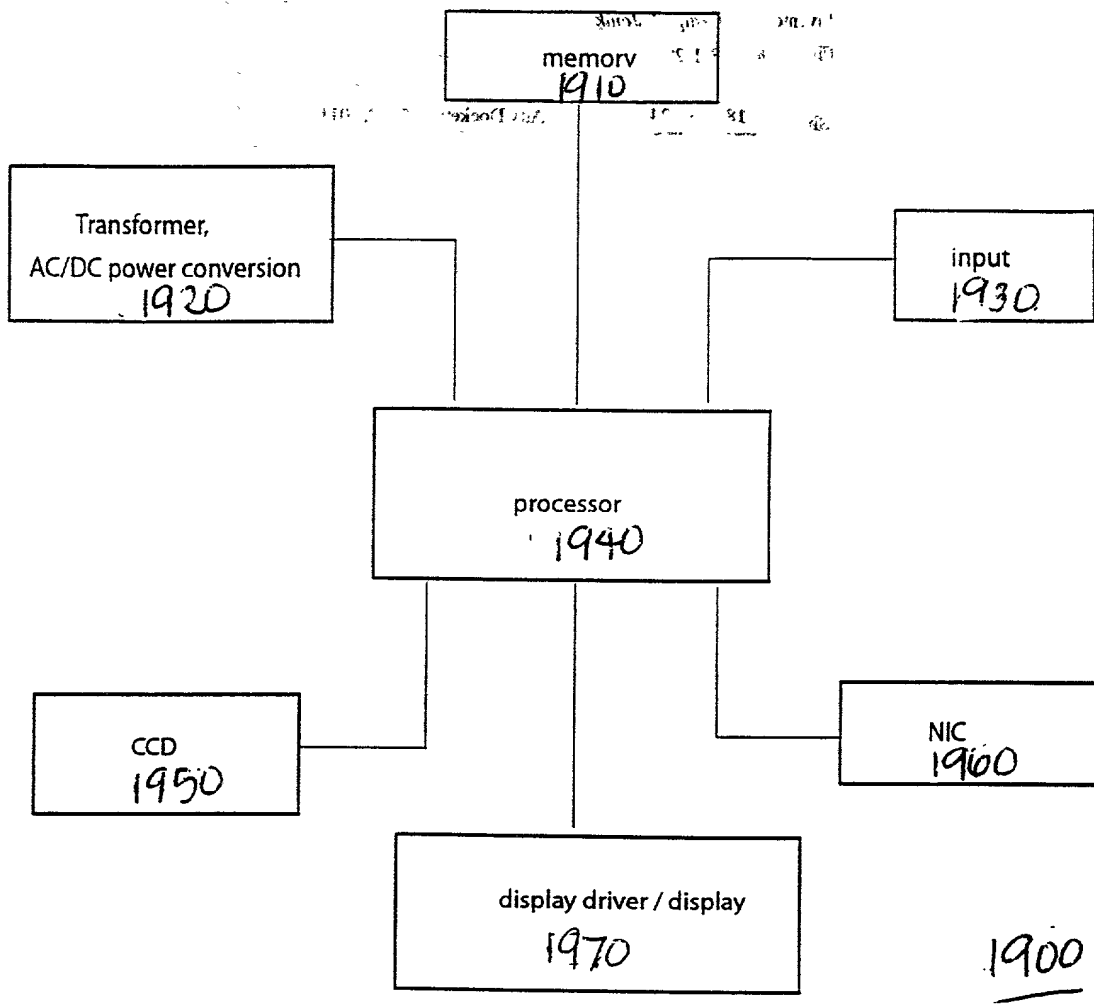 memory
1910
Transformer,
AC/DC power conversion
1920
input
1930
processor
1940
CCD
1950
NIC
1960
display driver / display
1970
1900